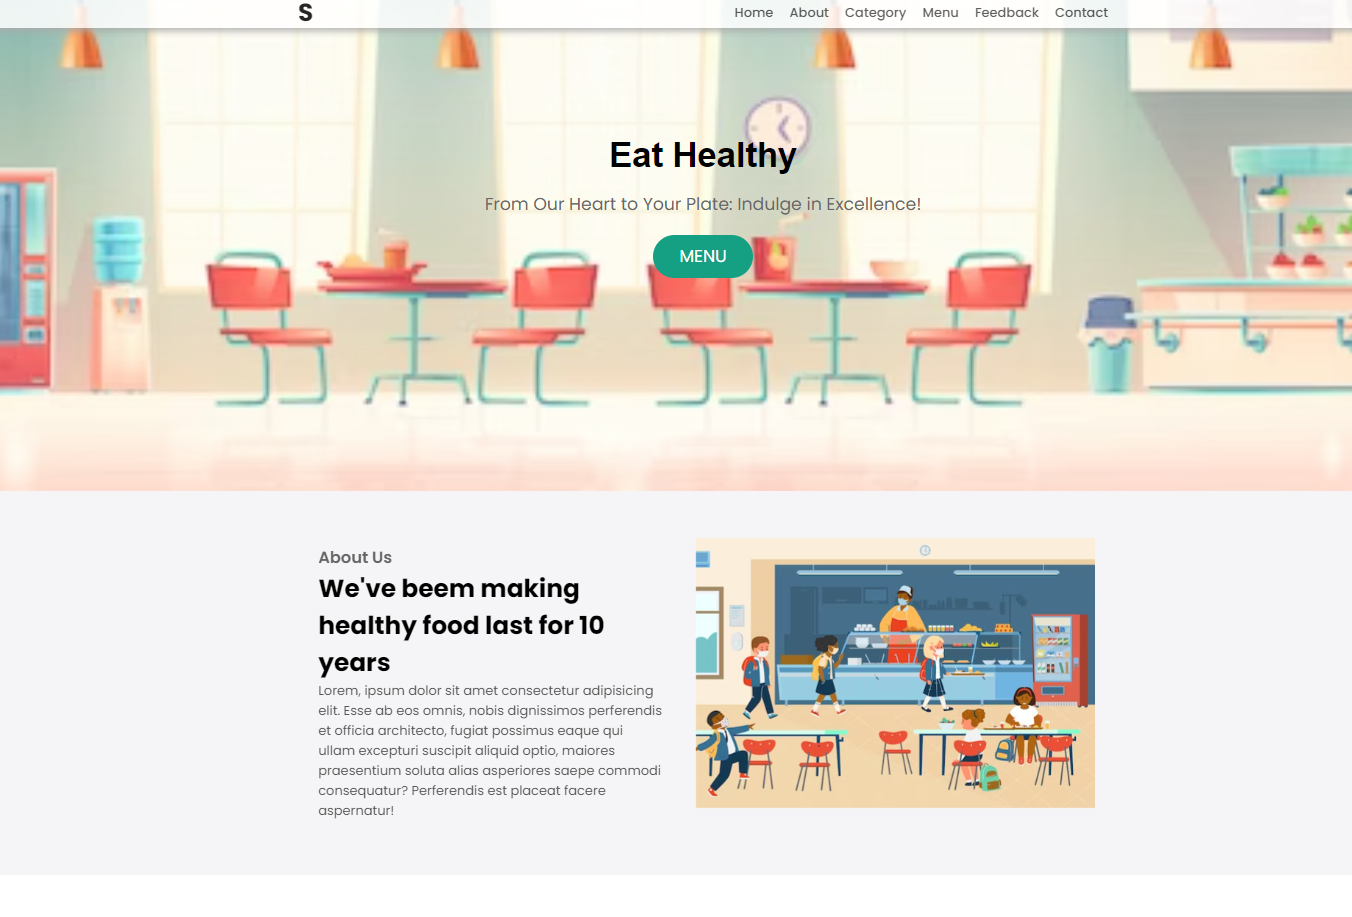 S
Home About Category Menu Feedback Contact
Eat Healthy
From Our Heart to Your Plate: Indulge in Excellence!
MENU
About Us
We've beem making
healthy food last for 10
years
Lorem, ipsum dolor sit amet consectetur adipisicing
elit. Esse ab eos omnis, nobis dignissimos perferendis
et officia architecto, fugiat possimus eaque qui
ullam excepturi suscipit aliquid optio, maiores
praesentium soluta alias asperiores saepe commodi
consequatur? Perferendis est placeat facere
aspernatur!